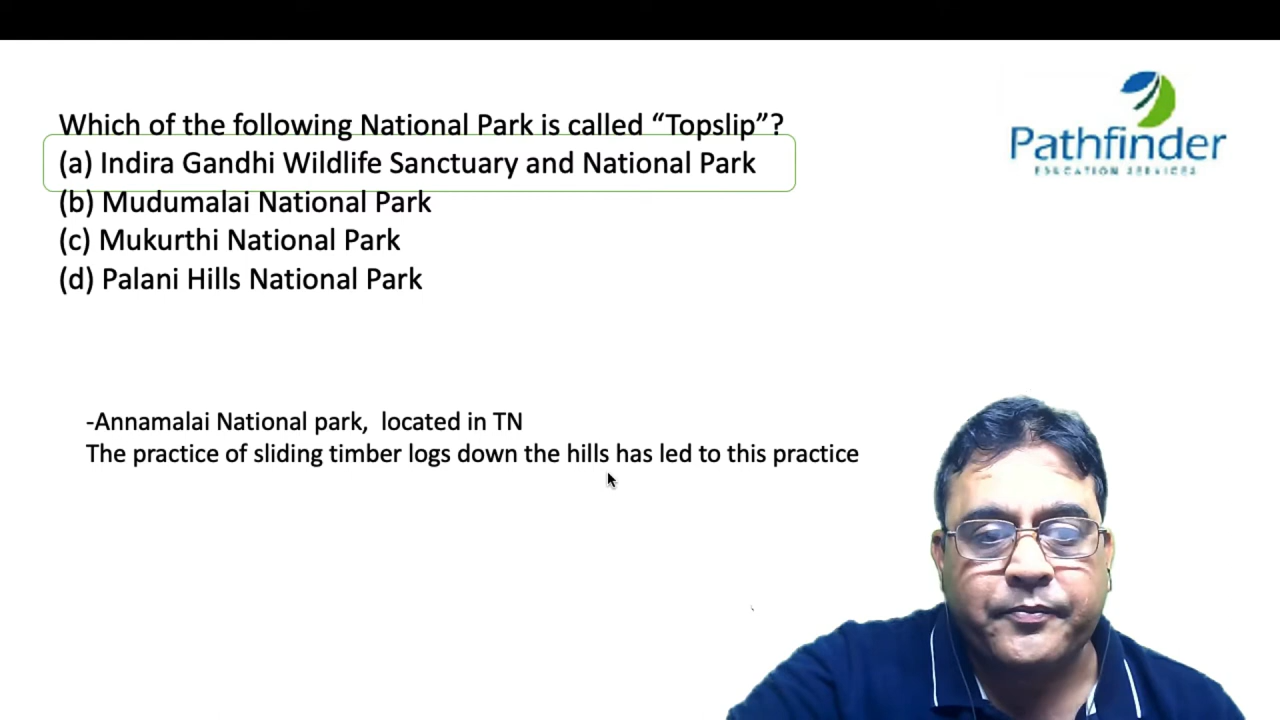 Which of the following National Park is called “Topslip”?
(a) Indira Gandhi Wildlife Sanctuary and National Park
(b) Mudumalai National Park
(c) Mukurthi National Park
(d) Palani Hills National Park
Pathfinder
EDUCATION SERVICES
-Annamalai National park,  located in TN
The practice of sliding timber logs down the hills has led to this practice